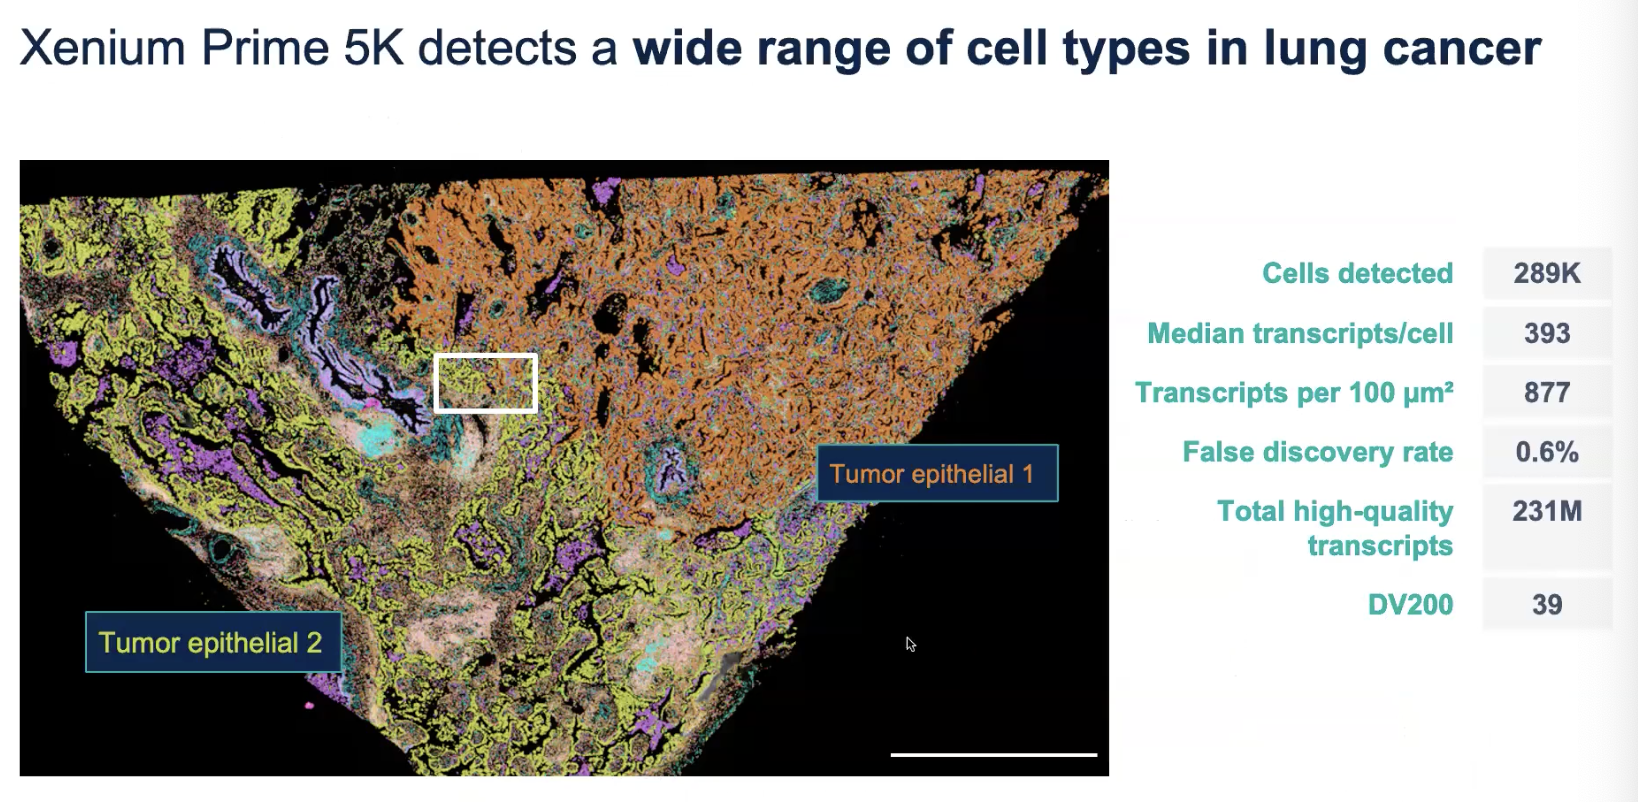 Xenium Prime 5K detects a wide range of cell types in lung cancer
Tumor epithelial 1
Tumor epithelial 2
Cells detected 289K
Median transcripts/cell 393
Transcripts per 100 µm² 877
False discovery rate 0.6%
Total high-quality 231M
transcripts
DV200 39